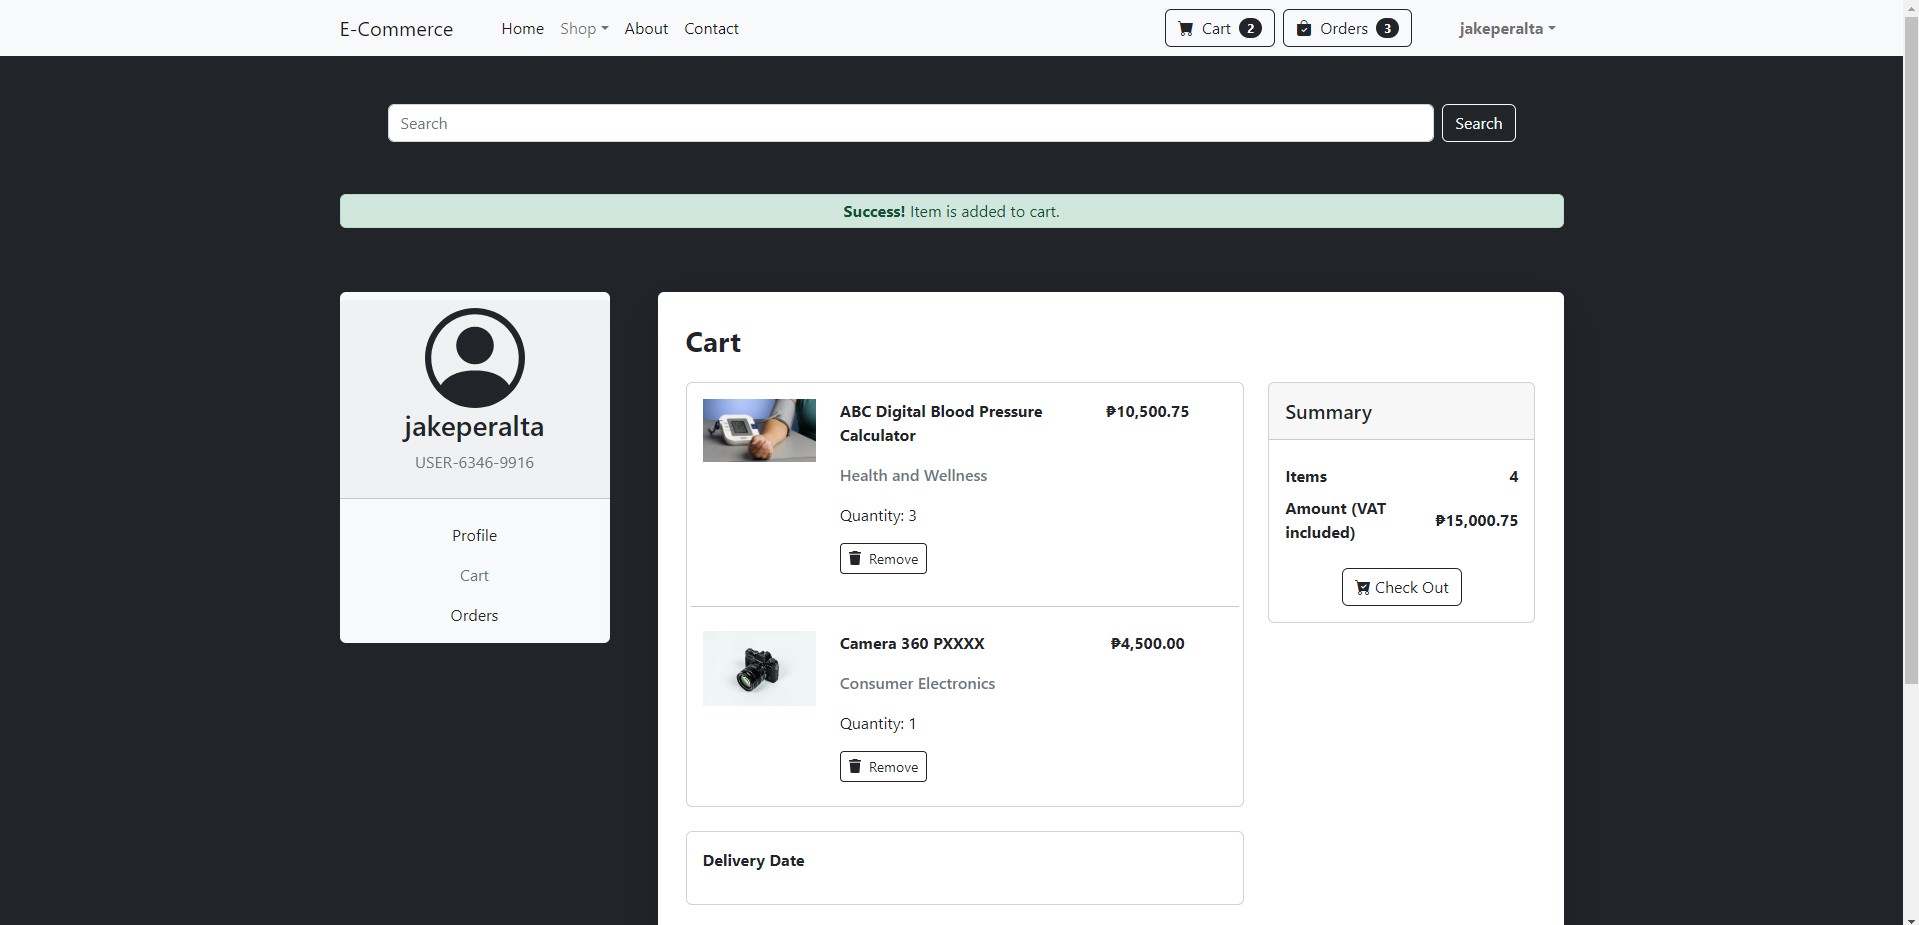 E-Commerce
Home Shop About Contact
Cart 2
Orders 3
jakeperalta
Search
Search
Success! Item is added to cart.
jakeperalta
USER-6346-9916
Profile
Cart
Orders
Cart
ABC Digital Blood Pressure
Calculator
₱10,500.75
Health and Wellness
Quantity: 3
Remove
Camera 360 PXXXX
₱4,500.00
Consumer Electronics
Quantity: 1
Remove
Delivery Date
Summary
Items 4
Amount (VAT
included)
₱15,000.75
Check Out